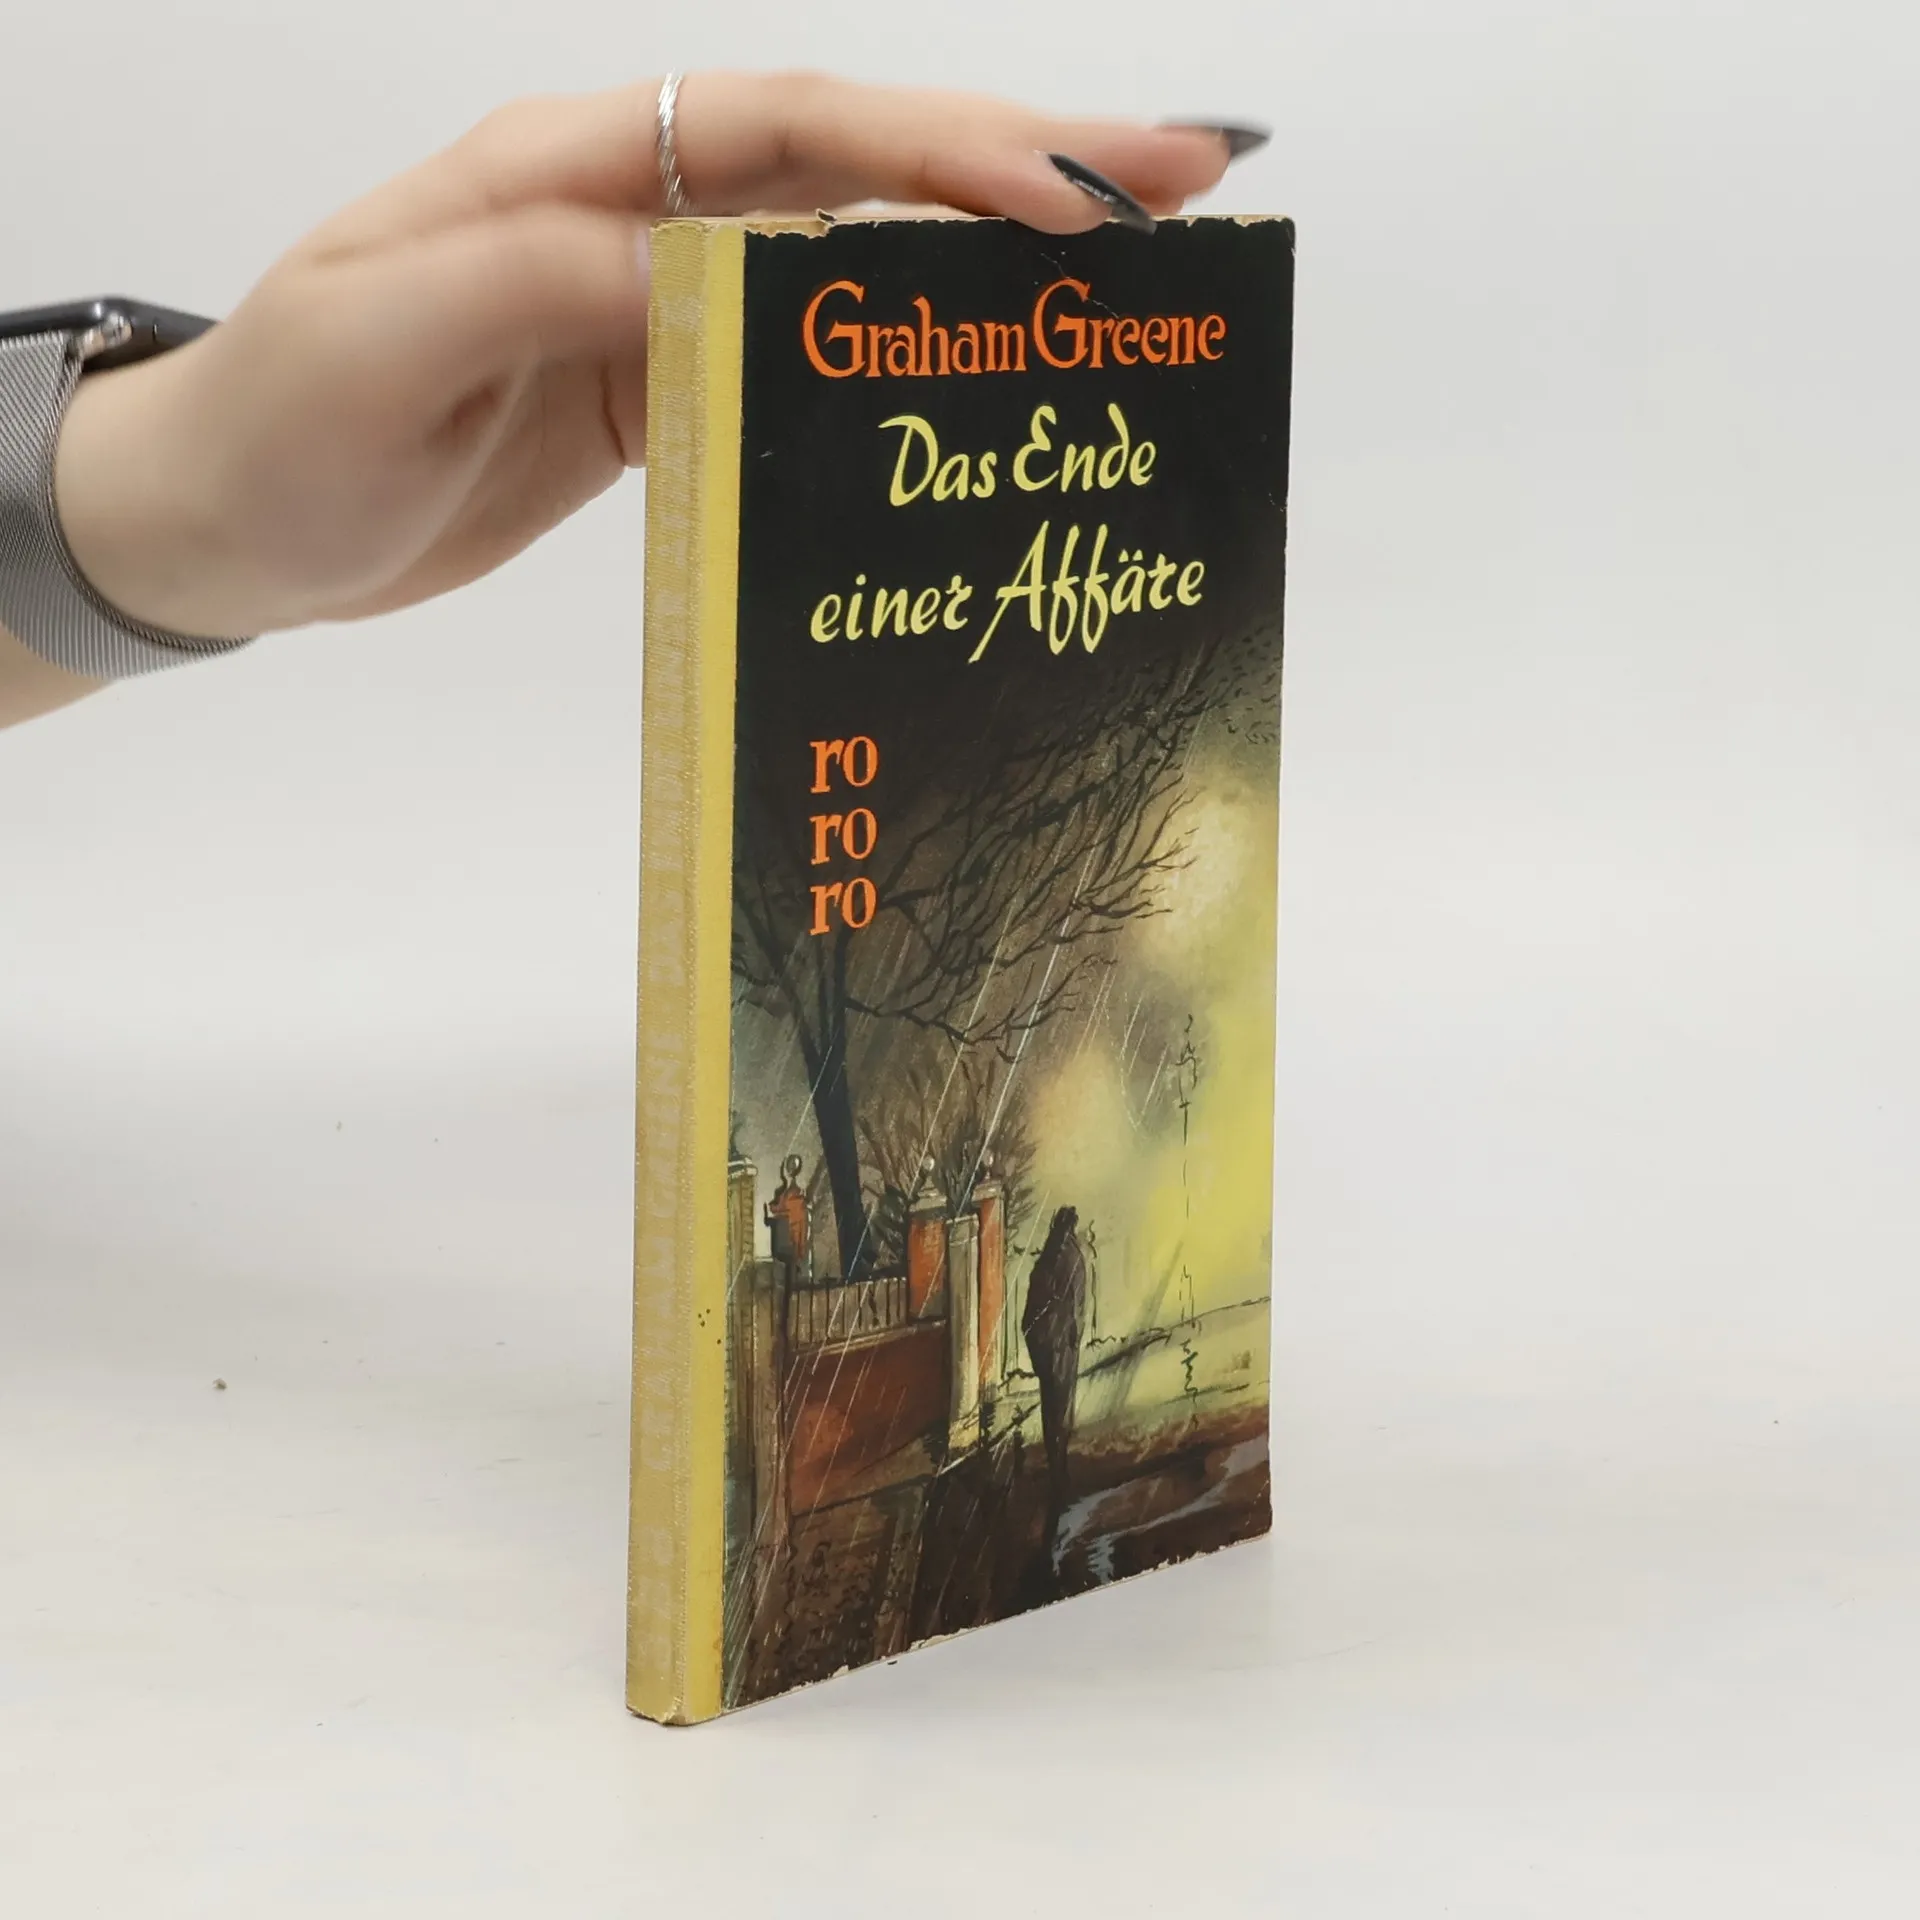 Graham Greene
Das Ende
einer Affäre
ro
ro
ro